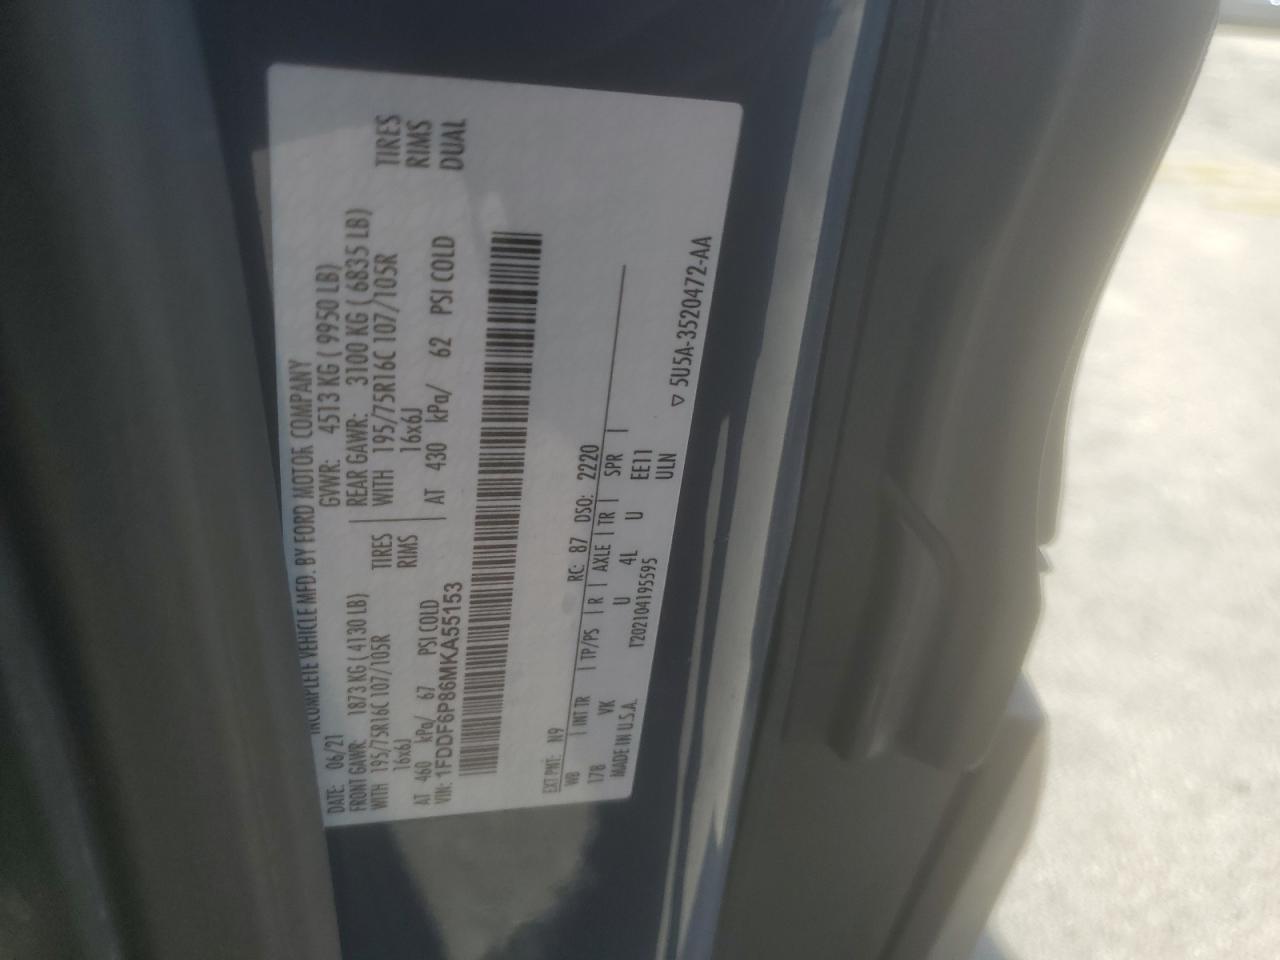 INCOMPLETE VEHICLE MFD. BY FORD MOTOR COMPANY
DATE: 06/21 GVWR: 4513 KG ( 9950 LB)
FRONT GAWR: 1873 KG ( 4130 LB) REAR GAWR: 3100 KG ( 6835 LB)
WITH 195/75R16C 107/105R TIRES WITH 195/75R16C 107/105R TIRES
16x6J RIMS 16x6J RIMS
AT 460 kPa/ 67 PSI COLD AT 430 kPa/ 62 PSI COLD DUAL
VIN: 1FDDF6P86MKA55153
EXT PNT: N9 RC: 87 DSO: 2220
WB | INT TR | TP/PS | R | AXLE | TR | SPR |
178 VK U 4L U EE11
MADE IN U.S.A. T202104195595 ULN
▽ 5U5A-3520472-AA